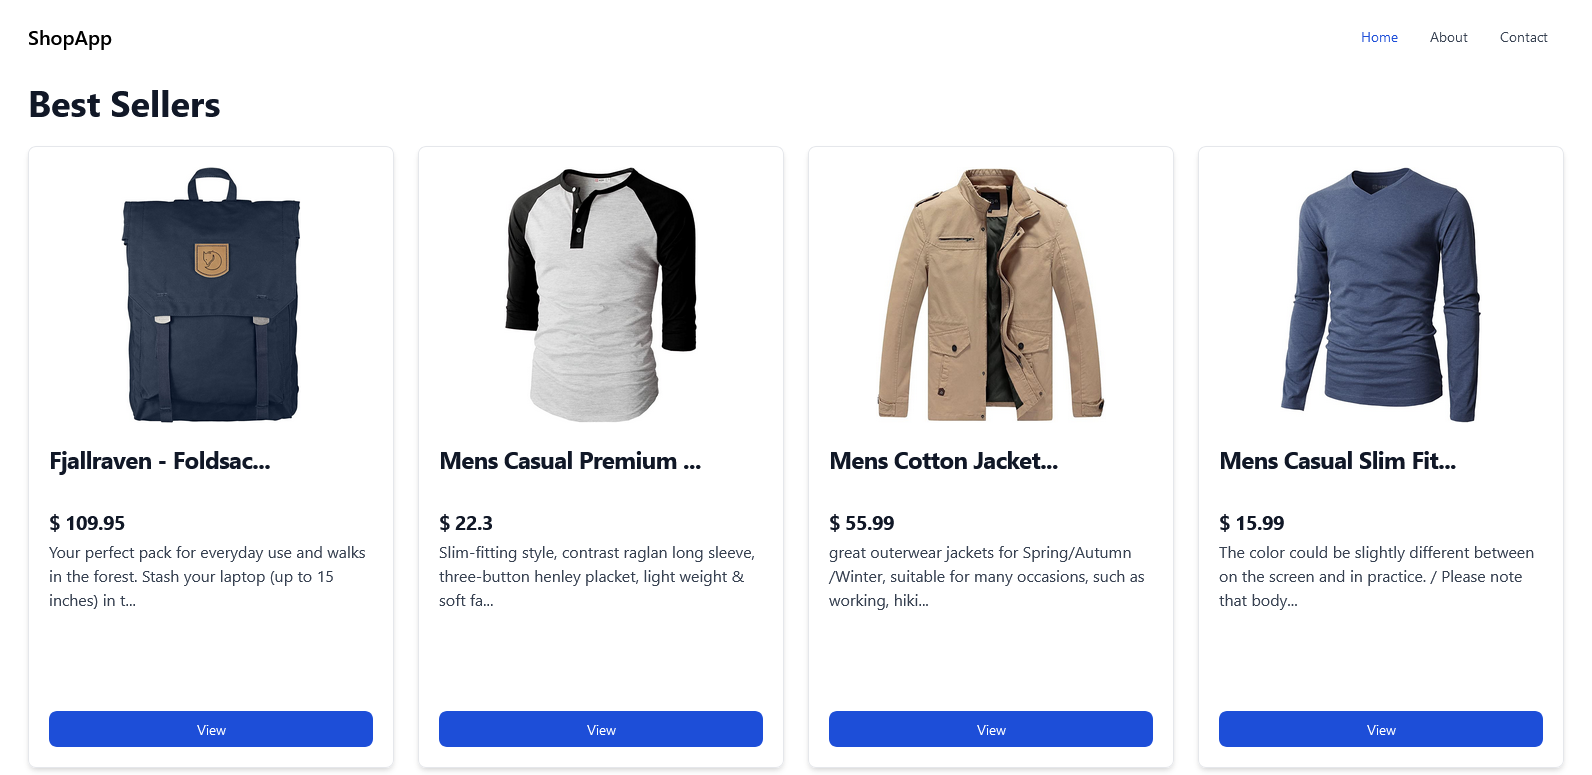 ShopApp
Home About Contact
Best Sellers
Fjallraven - Foldsac...
$ 109.95
Your perfect pack for everyday use and walks
in the forest. Stash your laptop (up to 15
inches) in t...
View
Mens Casual Premium ...
$ 22.3
Slim-fitting style, contrast raglan long sleeve,
three-button henley placket, light weight &
soft fa...
View
Mens Cotton Jacket...
$ 55.99
great outerwear jackets for Spring/Autumn
/Winter, suitable for many occasions, such as
working, hiki...
View
Mens Casual Slim Fit...
$ 15.99
The color could be slightly different between
on the screen and in practice. / Please note
that body...
View